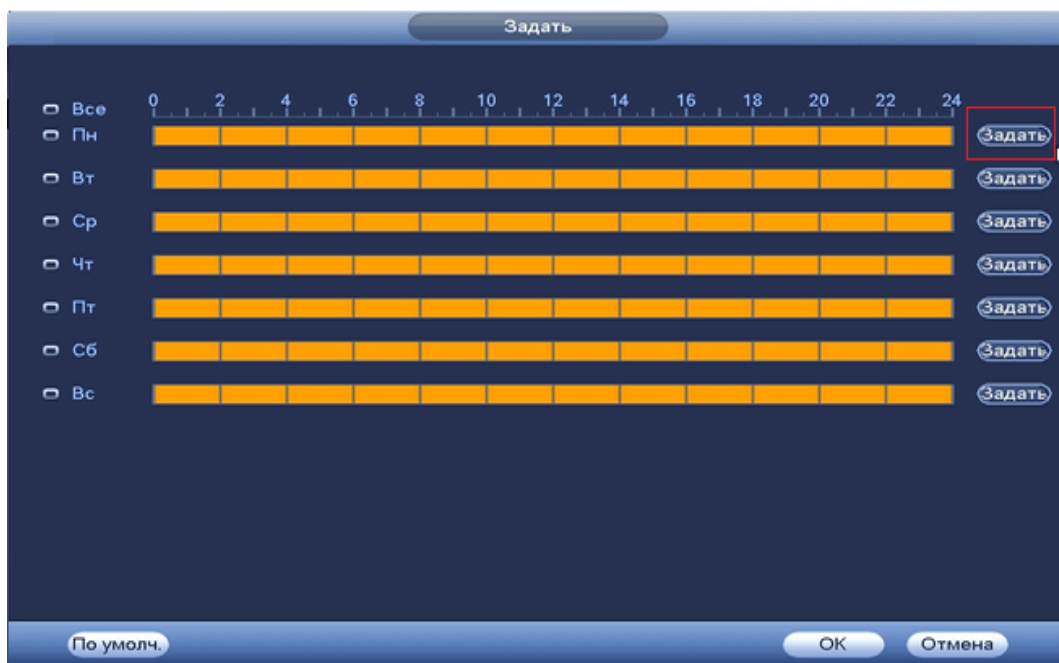 Задать
Все 0 2 4 6 8 10 12 14 16 18 20 22 24
Пн Задать
Вт Задать
Ср Задать
Чт Задать
Пт Задать
Сб Задать
Вс Задать
По умолч. OK Отмена